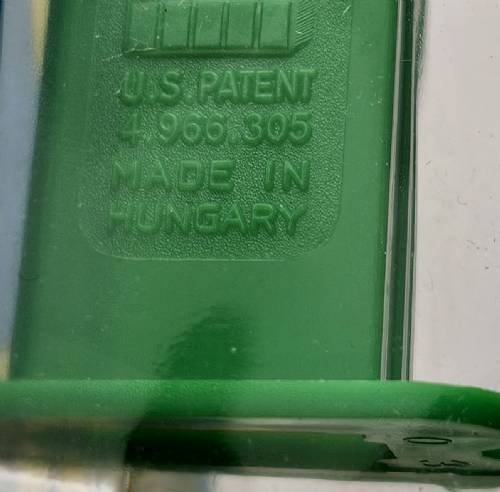 U.S. PATENT
4,966,305
MADE IN
HUNGARY